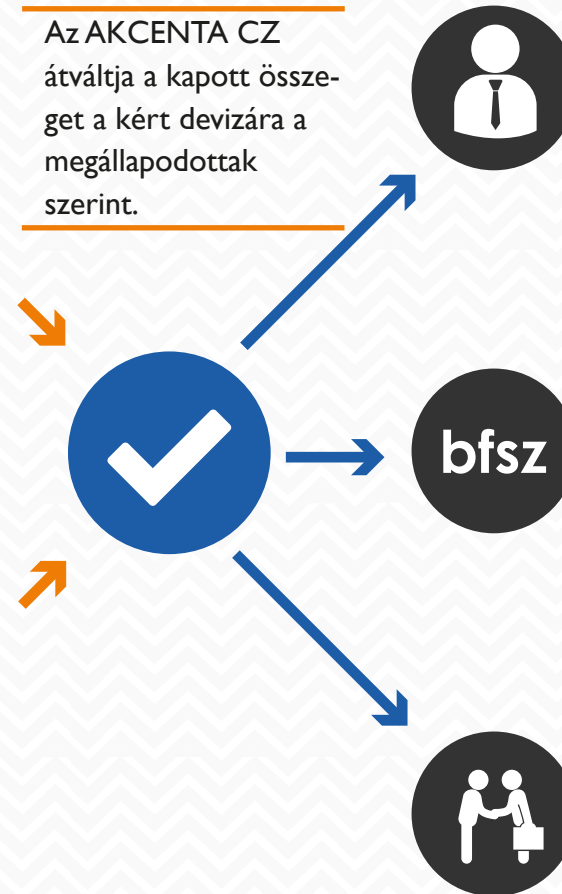 Az AKCENTA CZ
átváltja a kapott össze-
get a kért devizára a
megállapodottak
szerint.
bfsz